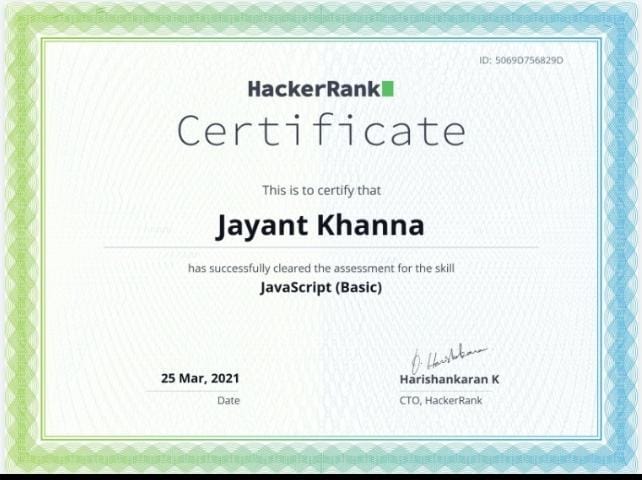 ID: 5069D756829D
HackerRank
Certificate
This is to certify that
Jayant Khanna
has successfully cleared the assessment for the skill
JavaScript (Basic)
25 Mar, 2021
Date
Harishankaran K
CTO, HackerRank